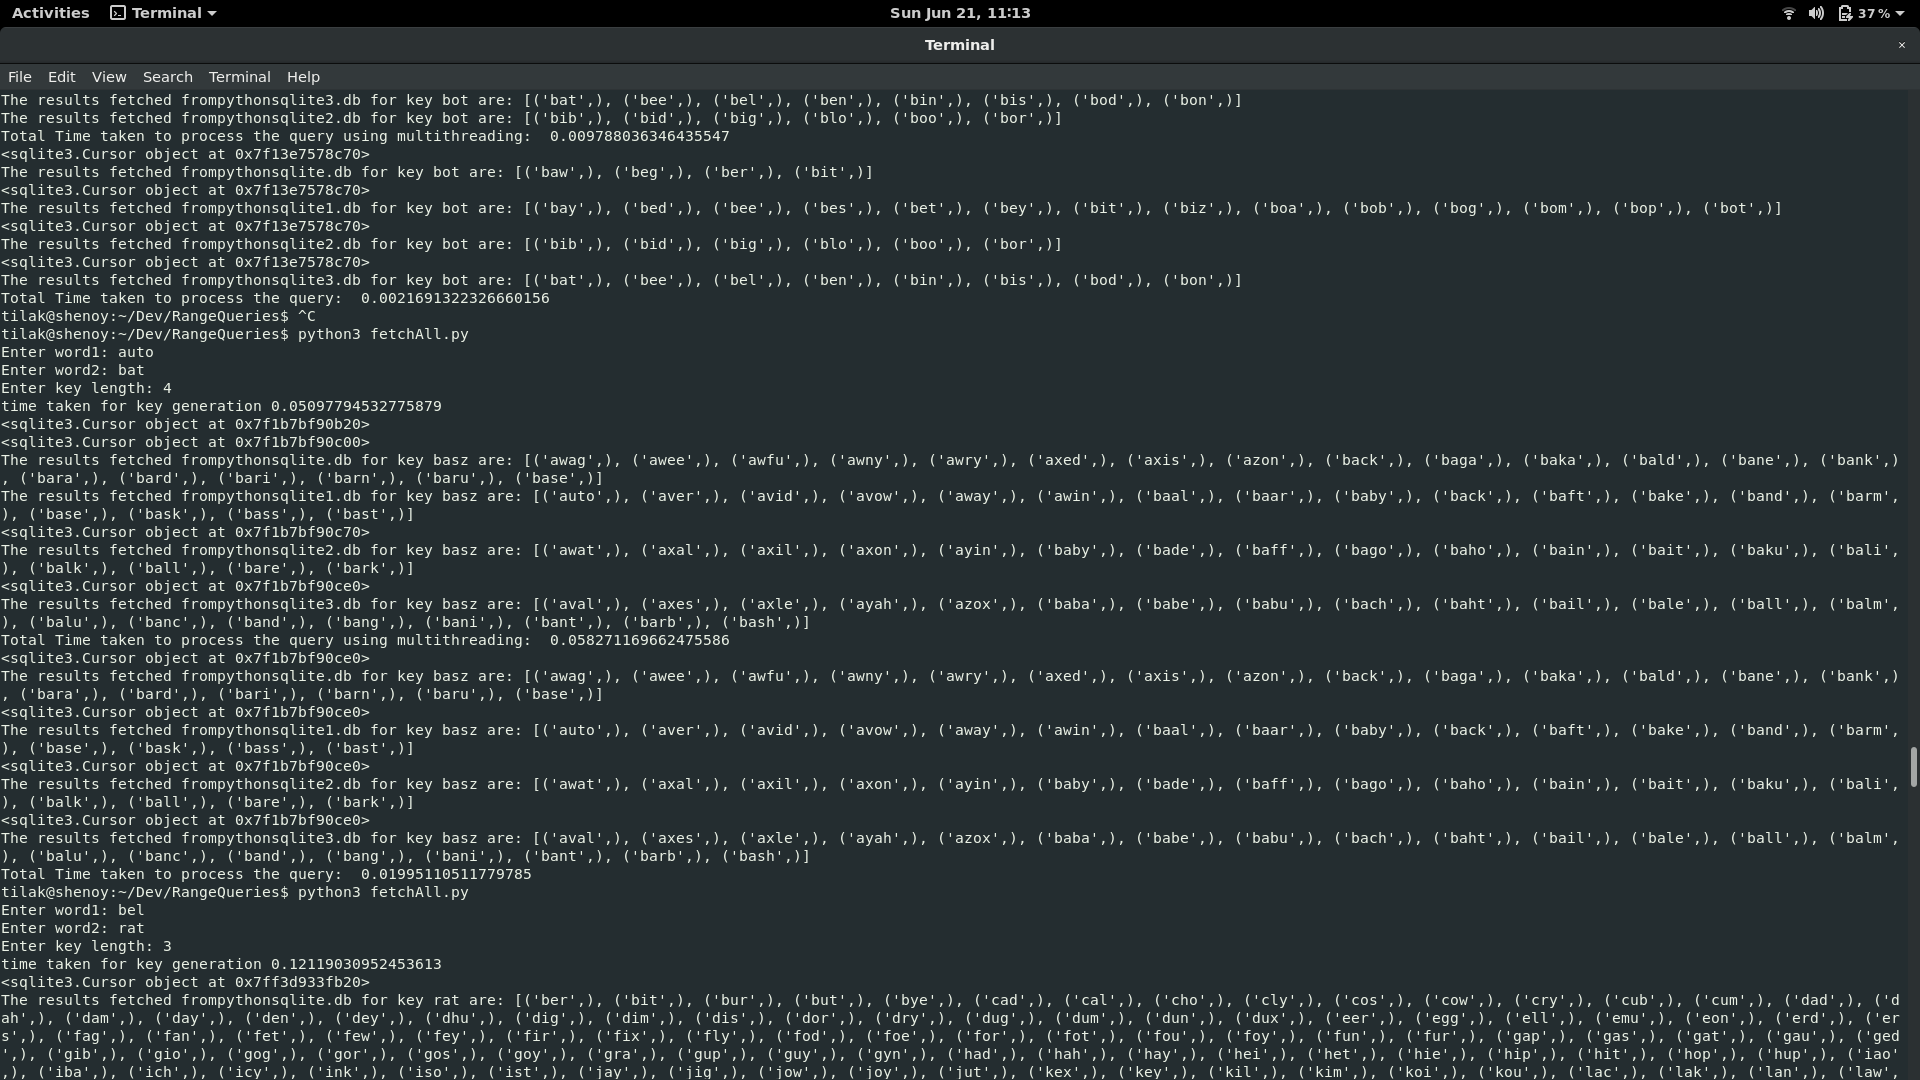 Activities Terminal Sun Jun 21, 11:13 37%
Terminal ×
File Edit View Search Terminal Help
The results fetched frompythonsqlite3.db for key bot are: [('bat',), ('bee',), ('bel',), ('ben',), ('bin',), ('bis',), ('bod',), ('bon',)]
The results fetched frompythonsqlite2.db for key bot are: [('bib',), ('bid',), ('big',), ('blo',), ('boo',), ('bor',)]
Total Time taken to process the query using multithreading:  0.009788036346435547
<sqlite3.Cursor object at 0x7f13e7578c70>
The results fetched frompythonsqlite.db for key bot are: [('baw',), ('beg',), ('ber',), ('bit',)]
<sqlite3.Cursor object at 0x7f13e7578c70>
The results fetched frompythonsqlite1.db for key bot are: [('bay',), ('bed',), ('bee',), ('bes',), ('bet',), ('bey',), ('bit',), ('biz',), ('boa',), ('bob',), ('bog',), ('bom',), ('bop',), ('bot',)]
<sqlite3.Cursor object at 0x7f13e7578c70>
The results fetched frompythonsqlite2.db for key bot are: [('bib',), ('bid',), ('big',), ('blo',), ('boo',), ('bor',)]
<sqlite3.Cursor object at 0x7f13e7578c70>
The results fetched frompythonsqlite3.db for key bot are: [('bat',), ('bee',), ('bel',), ('ben',), ('bin',), ('bis',), ('bod',), ('bon',)]
Total Time taken to process the query:  0.0021691322326660156
tilak@shenoy:~/Dev/RangeQueries$ ^C
tilak@shenoy:~/Dev/RangeQueries$ python3 fetchAll.py
Enter word1: auto
Enter word2: bat
Enter key length: 4
time taken for key generation 0.05097794532775879
<sqlite3.Cursor object at 0x7f1b7bf90b20>
<sqlite3.Cursor object at 0x7f1b7bf90c00>
The results fetched frompythonsqlite.db for key basz are: [('awag',), ('awee',), ('awfu',), ('awny',), ('awry',), ('axed',), ('axis',), ('azon',), ('back',), ('baga',), ('baka',), ('bald',), ('bane',), ('bank',)
, ('bara',), ('bard',), ('bari',), ('barn',), ('baru',), ('base',)]
The results fetched frompythonsqlite1.db for key basz are: [('auto',), ('aver',), ('avid',), ('avow',), ('away',), ('awin',), ('baal',), ('baar',), ('baby',), ('back',), ('baft',), ('bake',), ('band',), ('barm',
), ('base',), ('bask',), ('bass',), ('bast',)]
<sqlite3.Cursor object at 0x7f1b7bf90c70>
The results fetched frompythonsqlite2.db for key basz are: [('awat',), ('axal',), ('axil',), ('axon',), ('ayin',), ('baby',), ('bade',), ('baff',), ('bago',), ('baho',), ('bain',), ('bait',), ('baku',), ('bali',
), ('balk',), ('ball',), ('bare',), ('bark',)]
<sqlite3.Cursor object at 0x7f1b7bf90ce0>
The results fetched frompythonsqlite3.db for key basz are: [('aval',), ('axes',), ('axle',), ('ayah',), ('azox',), ('baba',), ('babe',), ('babu',), ('bach',), ('baht',), ('bail',), ('bale',), ('ball',), ('balm',
), ('balu',), ('banc',), ('band',), ('bang',), ('bani',), ('bant',), ('barb',), ('bash',)]
Total Time taken to process the query using multithreading:  0.058271169662475586
<sqlite3.Cursor object at 0x7f1b7bf90ce0>
The results fetched frompythonsqlite.db for key basz are: [('awag',), ('awee',), ('awfu',), ('awny',), ('awry',), ('axed',), ('axis',), ('azon',), ('back',), ('baga',), ('baka',), ('bald',), ('bane',), ('bank',)
, ('bara',), ('bard',), ('bari',), ('barn',), ('baru',), ('base',)]
<sqlite3.Cursor object at 0x7f1b7bf90ce0>
The results fetched frompythonsqlite1.db for key basz are: [('auto',), ('aver',), ('avid',), ('avow',), ('away',), ('awin',), ('baal',), ('baar',), ('baby',), ('back',), ('baft',), ('bake',), ('band',), ('barm',
), ('base',), ('bask',), ('bass',), ('bast',)]
<sqlite3.Cursor object at 0x7f1b7bf90ce0>
The results fetched frompythonsqlite2.db for key basz are: [('awat',), ('axal',), ('axil',), ('axon',), ('ayin',), ('baby',), ('bade',), ('baff',), ('bago',), ('baho',), ('bain',), ('bait',), ('baku',), ('bali',
), ('balk',), ('ball',), ('bare',), ('bark',)]
<sqlite3.Cursor object at 0x7f1b7bf90ce0>
The results fetched frompythonsqlite3.db for key basz are: [('aval',), ('axes',), ('axle',), ('ayah',), ('azox',), ('baba',), ('babe',), ('babu',), ('bach',), ('baht',), ('bail',), ('bale',), ('ball',), ('balm',
), ('balu',), ('banc',), ('band',), ('bang',), ('bani',), ('bant',), ('barb',), ('bash',)]
Total Time taken to process the query:  0.01995110511779785
tilak@shenoy:~/Dev/RangeQueries$ python3 fetchAll.py
Enter word1: bel
Enter word2: rat
Enter key length: 3
time taken for key generation 0.12119030952453613
<sqlite3.Cursor object at 0x7ff3d933fb20>
The results fetched frompythonsqlite.db for key rat are: [('ber',), ('bit',), ('bur',), ('but',), ('bye',), ('cad',), ('cal',), ('cho',), ('cly',), ('cos',), ('cow',), ('cry',), ('cub',), ('cum',), ('dad',), ('d
ah',), ('dam',), ('day',), ('den',), ('dey',), ('dhu',), ('dig',), ('dim',), ('dis',), ('dor',), ('dry',), ('dug',), ('dum',), ('dun',), ('dux',), ('eer',), ('egg',), ('ell',), ('emu',), ('eon',), ('erd',), ('er
s',), ('fag',), ('fan',), ('fet',), ('few',), ('fey',), ('fir',), ('fix',), ('fly',), ('fod',), ('foe',), ('for',), ('fot',), ('fou',), ('foy',), ('fun',), ('fur',), ('gap',), ('gas',), ('gat',), ('gau',), ('ged
',), ('gib',), ('gio',), ('gog',), ('gor',), ('gos',), ('goy',), ('gra',), ('gup',), ('guy',), ('gyn',), ('had',), ('hah',), ('hay',), ('hei',), ('het',), ('hie',), ('hip',), ('hit',), ('hop',), ('hup',), ('iao'
,), ('iba',), ('ich',), ('icy',), ('ink',), ('iso',), ('ist',), ('jay',), ('jig',), ('jow',), ('joy',), ('jut',), ('kex',), ('key',), ('kil',), ('kim',), ('koi',), ('kou',), ('lac',), ('lak',), ('lan',), ('law',